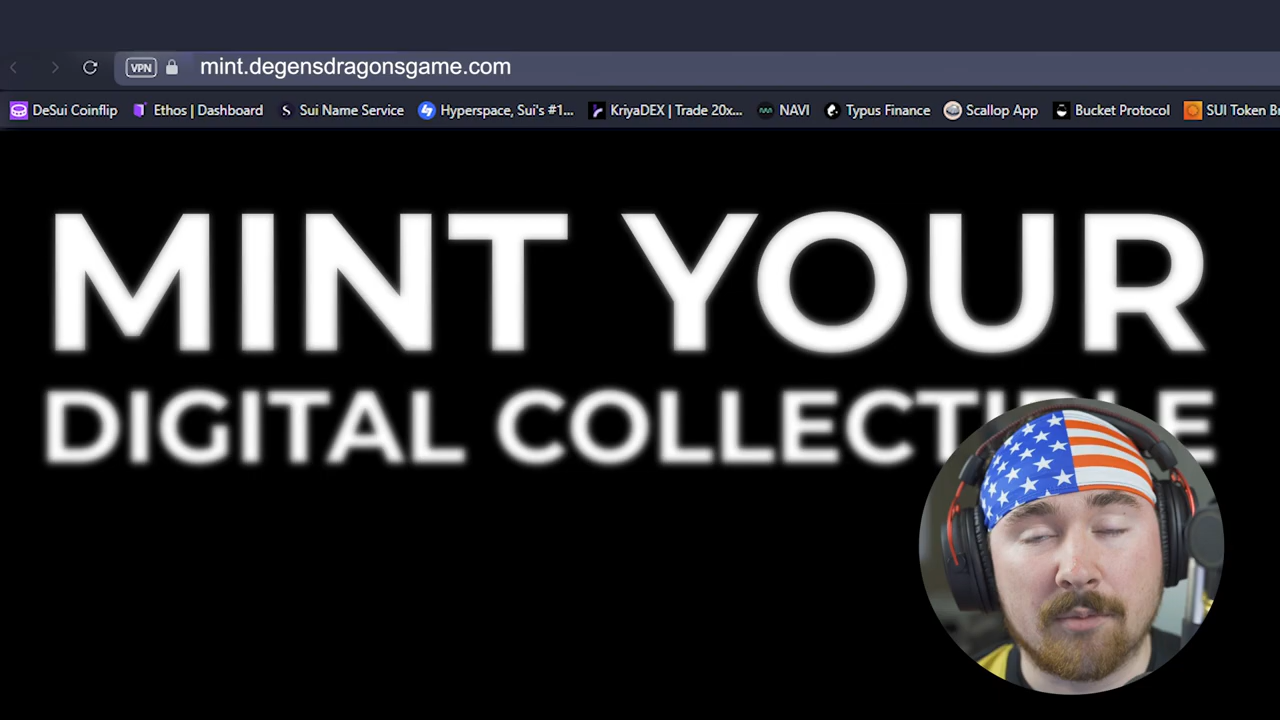 VPN mint.degensdragonsgame.com
DeSui Coinflip Ethos | Dashboard Sui Name Service Hyperspace, Sui's #1... KriyaDEX | Trade 20x... NAVI Typus Finance Scallop App Bucket Protocol SUI Token
MINT YOUR
DIGITAL COLLECTIBLE